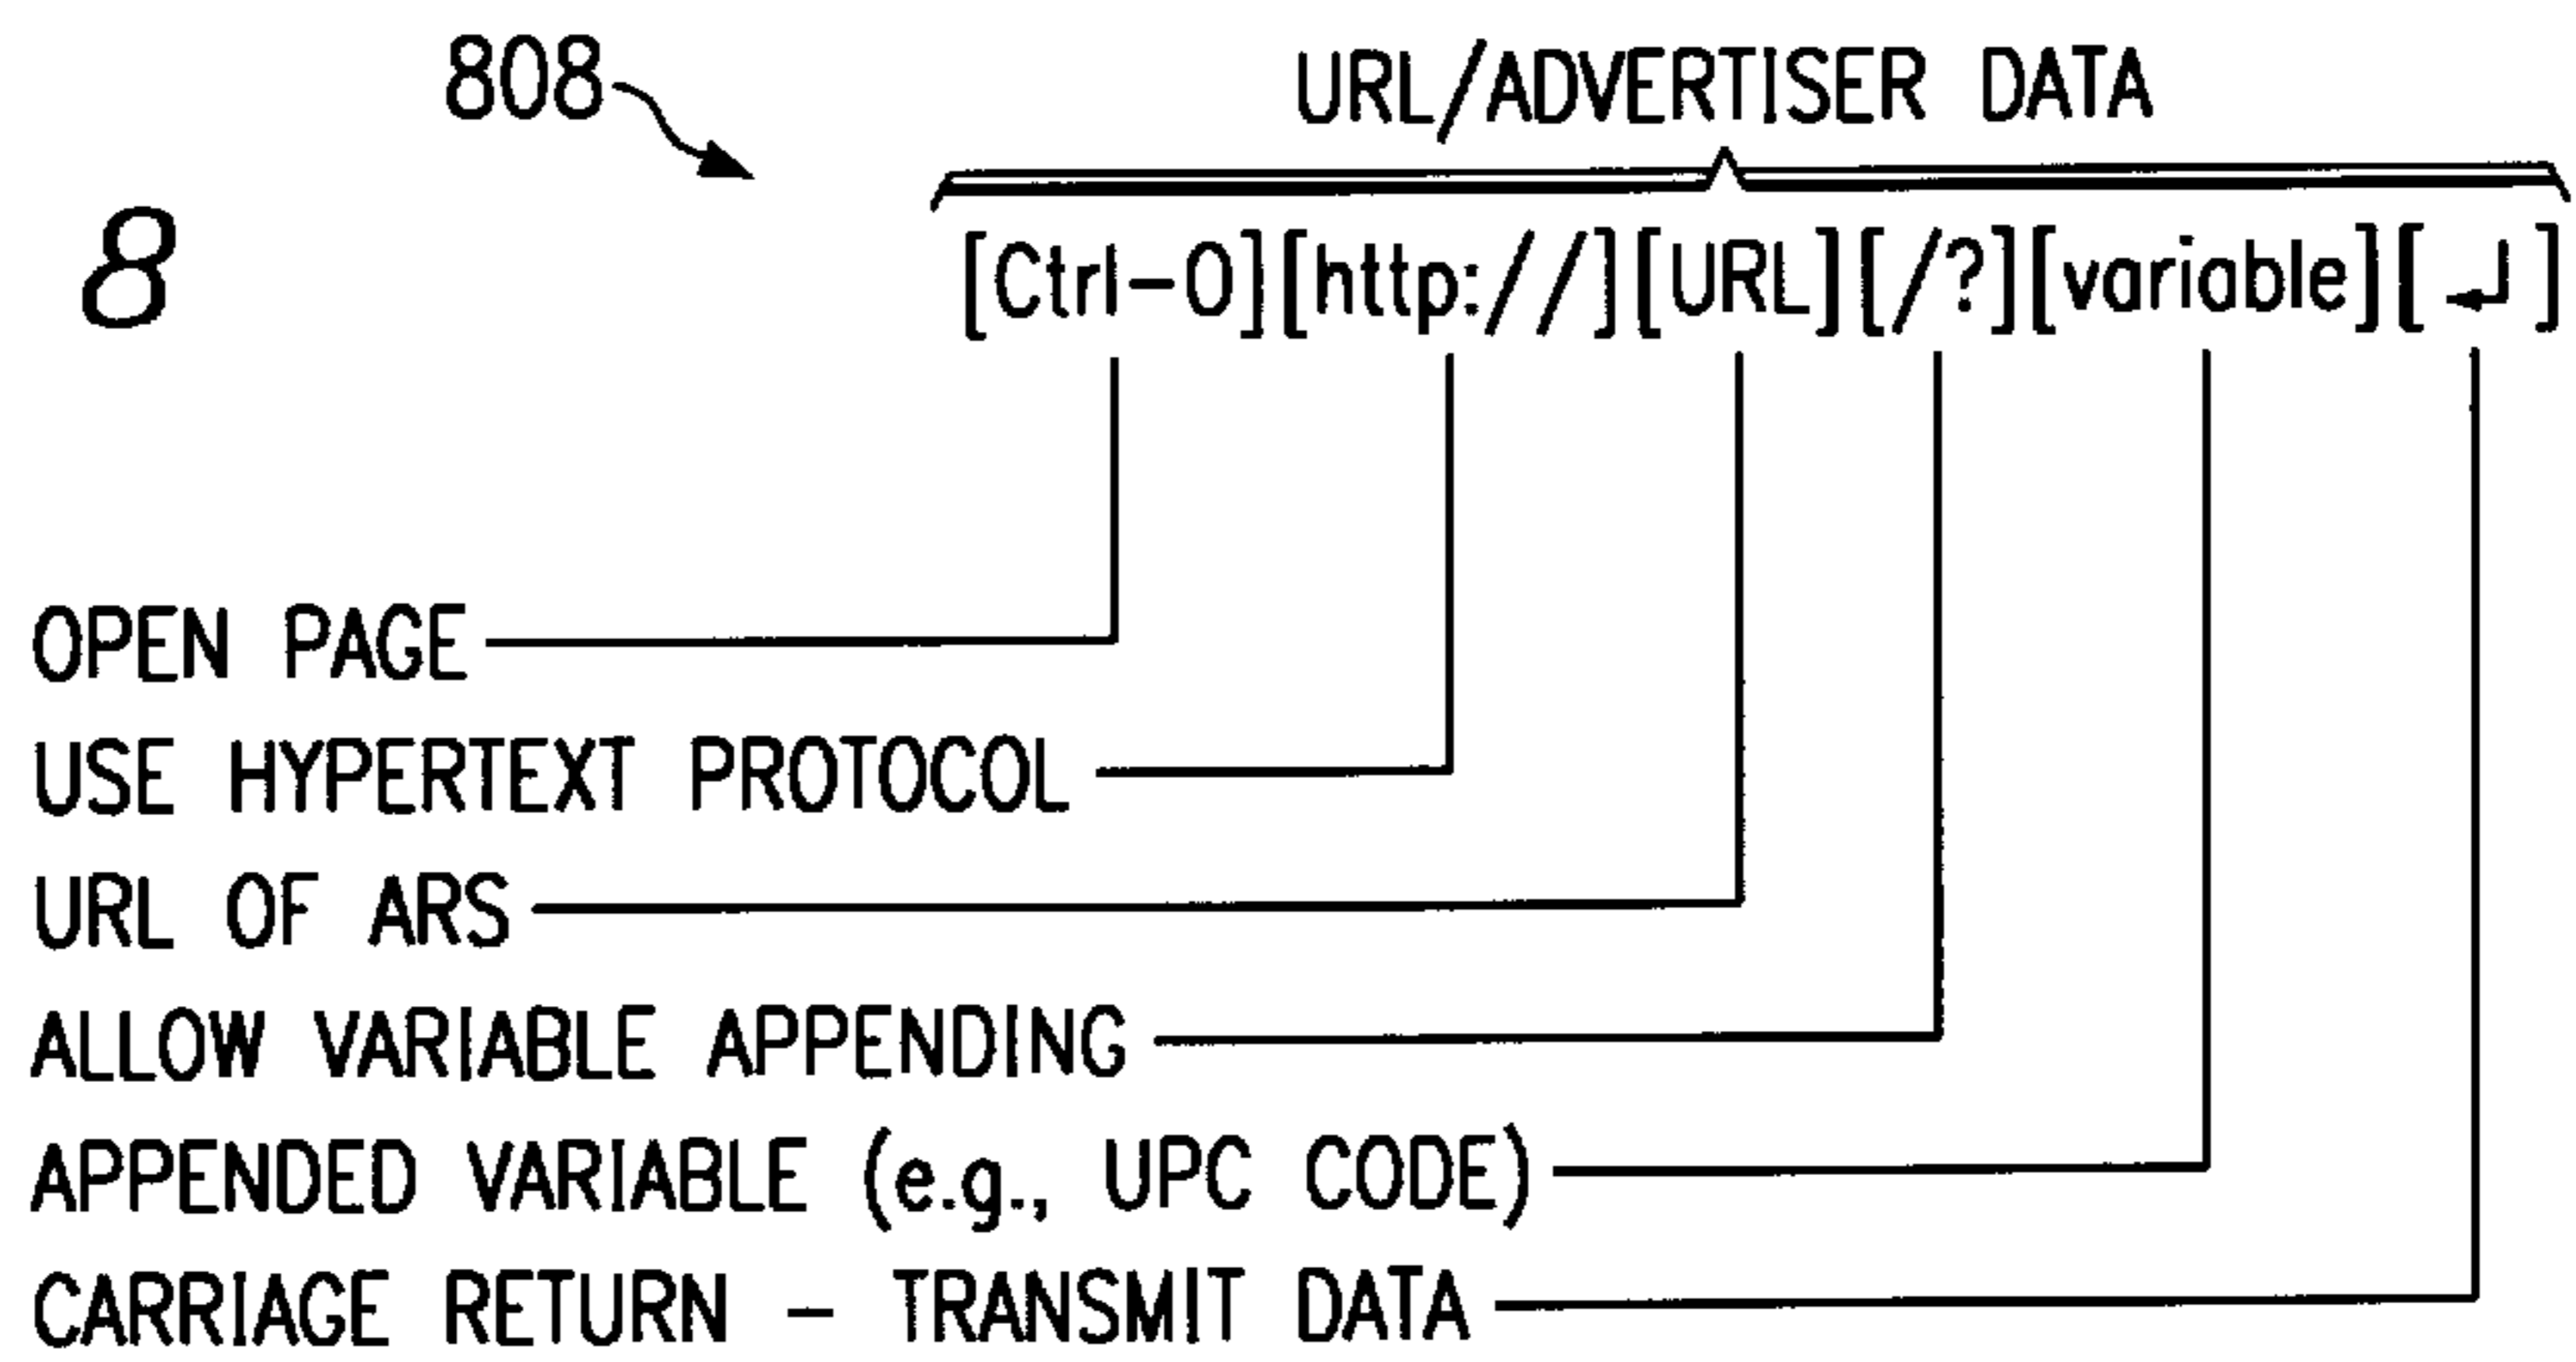 808
URL/ADVERTISER DATA
8
[Ctrl-O][http://][URL][/?][variable][↵]
OPEN PAGE
USE HYPERTEXT PROTOCOL
URL OF ARS
ALLOW VARIABLE APPENDING
APPENDED VARIABLE (e.g., UPC CODE)
CARRIAGE RETURN - TRANSMIT DATA